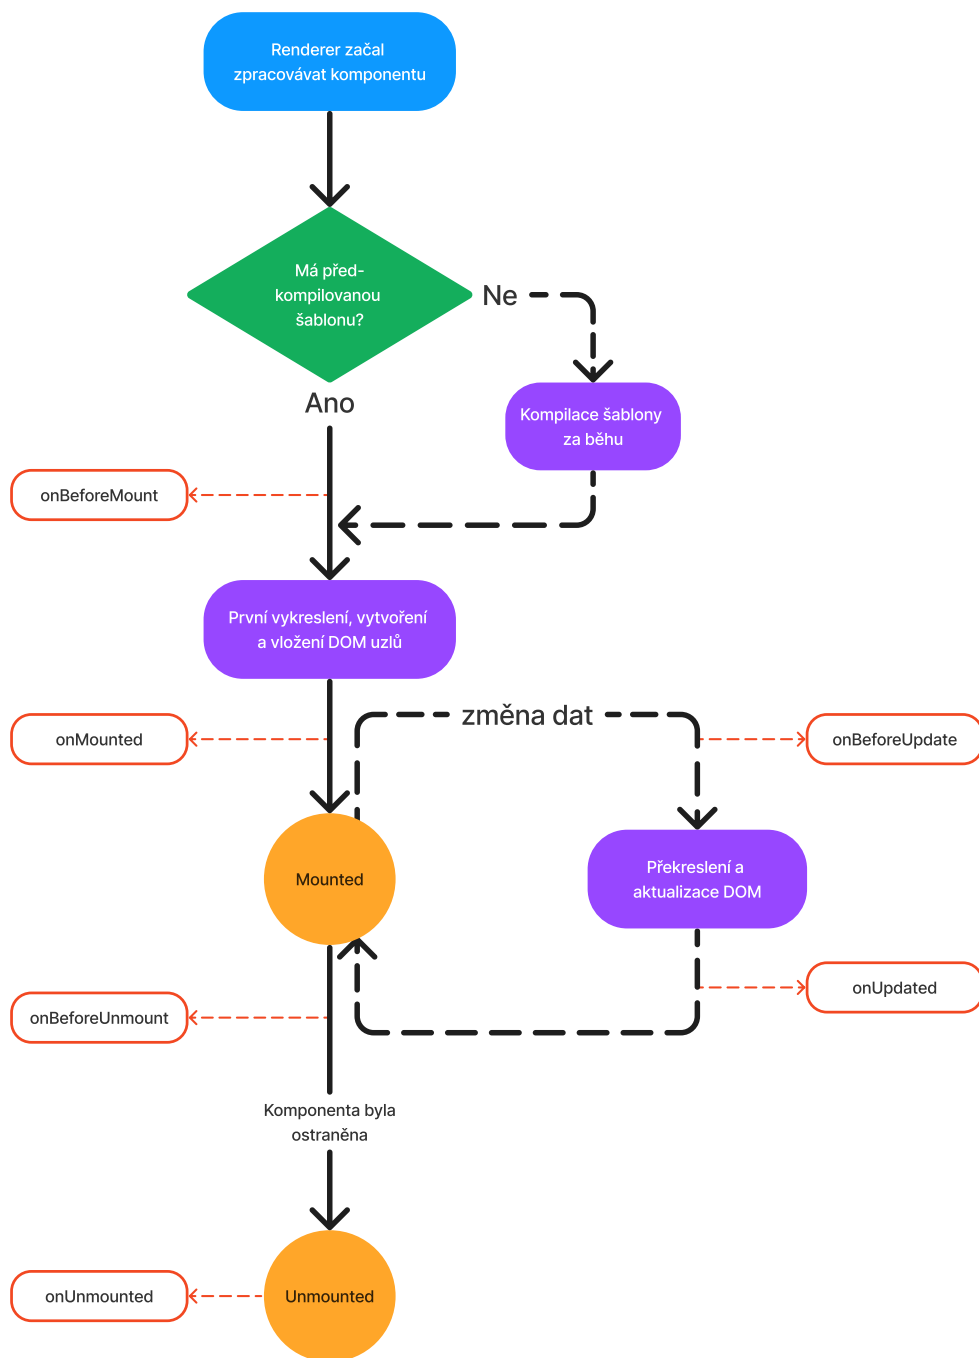 Renderer začal
zpracovávat komponentu
Má před-
kompilovanou
šablonu?
Ne
Ano
Kompilace šablony
za běhu
onBeforeMount
První vykreslení, vytvoření
a vložení DOM uzlů
změna dat
onMounted
onBeforeUpdate
Mounted
Překreslení a
aktualizace DOM
onUpdated
onBeforeUnmount
Komponenta byla
ostraněna
onUnmounted
Unmounted